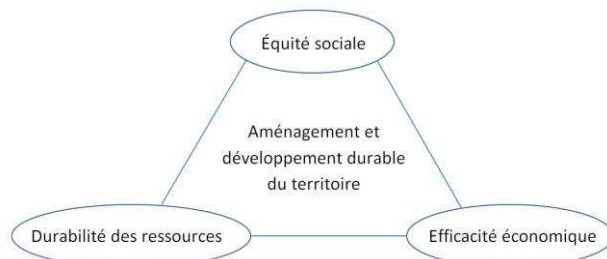 Équité sociale
Aménagement et
développement durable
du territoire
Durabilité des ressources
Efficacité économique